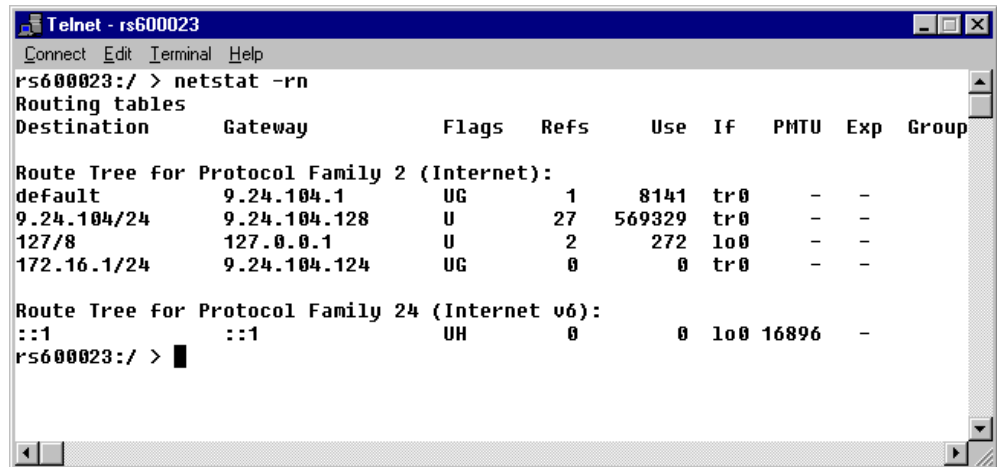 Telnet - rs600023
Connect Edit Terminal Help
rs600023:/ > netstat -rn
Routing tables
Destination Gateway Flags Refs Use If PMTU Exp Group
Route Tree for Protocol Family 2 (Internet):
default 9.24.104.1 UG 1 8141 tr0 - -
9.24.104/24 9.24.104.128 U 27 569329 tr0 - -
127/8 127.0.0.1 U 2 272 lo0 - -
172.16.1/24 9.24.104.124 UG 0 0 tr0 - -
Route Tree for Protocol Family 24 (Internet v6):
::1 ::1 UH 0 0 lo0 16896 -
rs600023:/ >